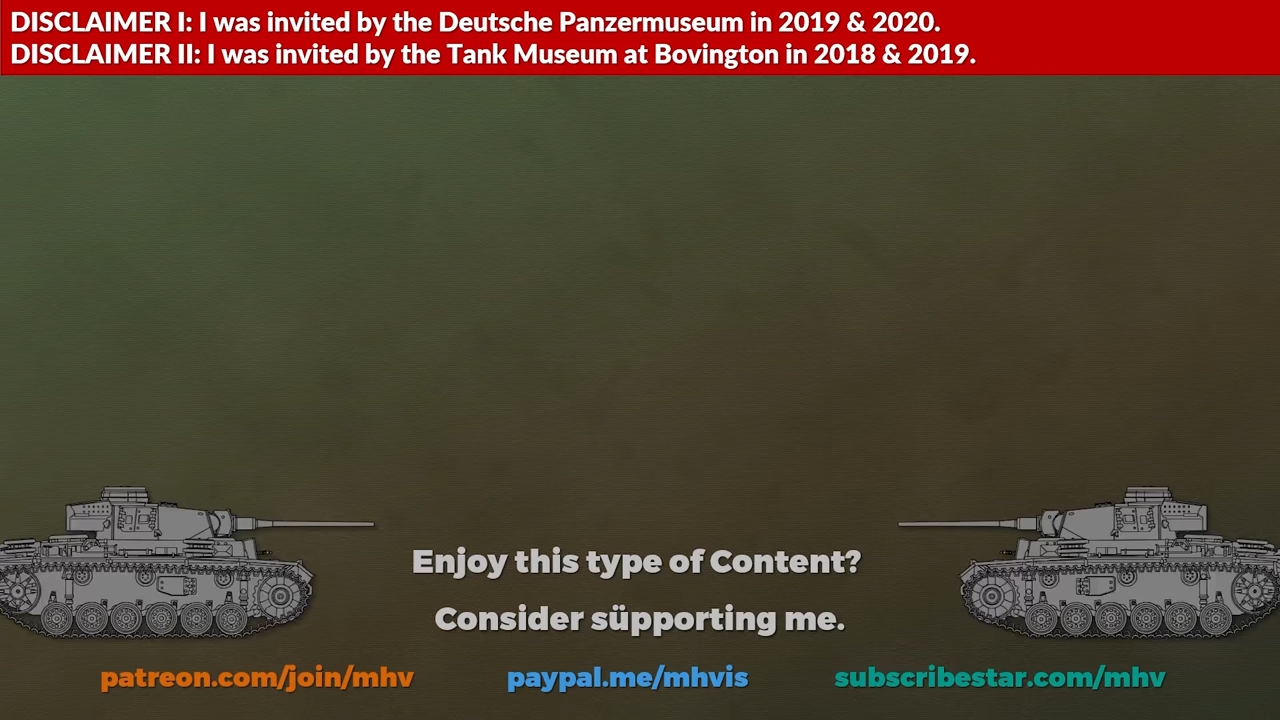 DISCLAIMER I: I was invited by the Deutsche Panzermuseum in 2019 & 2020.
DISCLAIMER II: I was invited by the Tank Museum at Bovington in 2018 & 2019.
Enjoy this type of Content?
Consider süpporting me.
patreon.com/join/mhv
paypal.me/mhvis
subscribestar.com/mhv